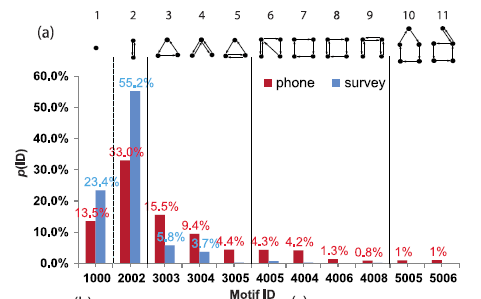 1 2 3 4 5 6 7 8 9 10 11
(a)
phone survey
60.0%
50.0%
40.0%
30.0%
20.0%
10.0%
0.0%
p(ID)
13.5% 23.4% 33.0% 55.2% 15.5% 5.8% 9.4% 3.7% 4.4% 4.3% 4.2% 1.3% 0.8% 1% 1%
1000 2002 3003 3004 3005 4005 4004 4006 4008 5005 5006
Motif ID